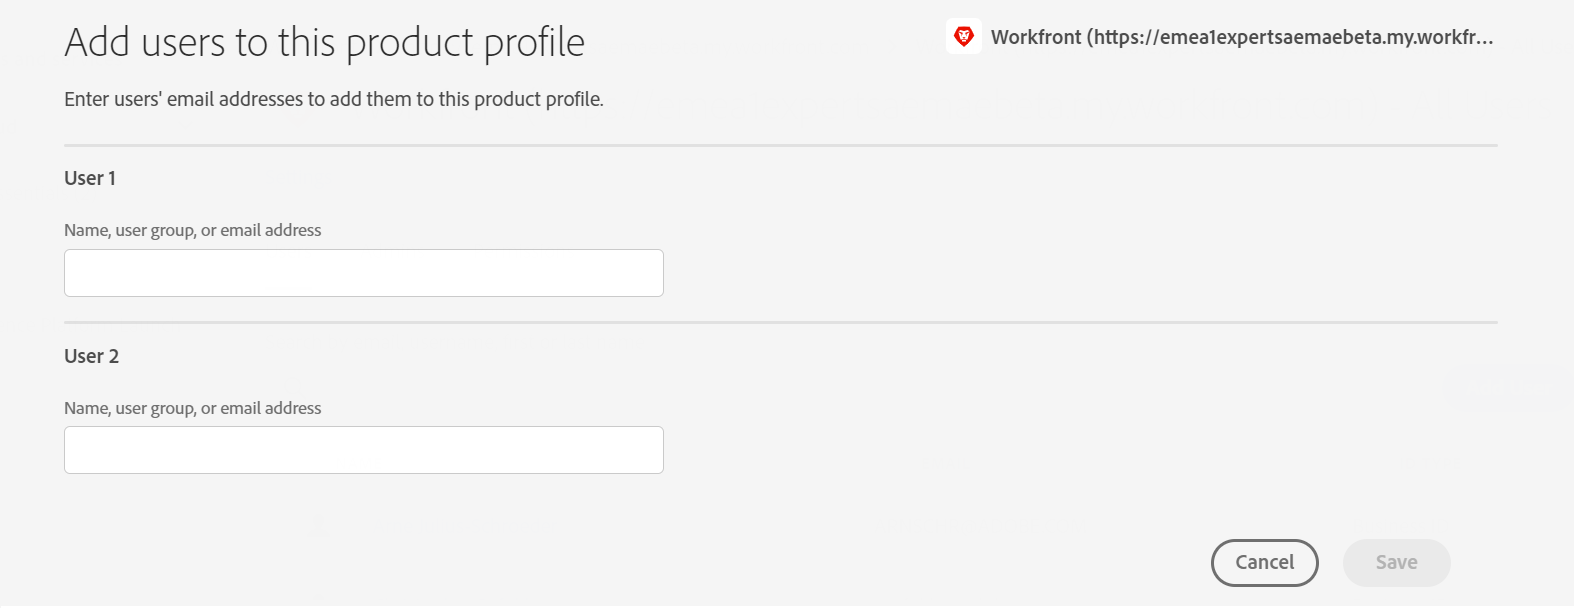 Add users to this product profile
Workfront (https://emea1expertsaemaebeta.my.workfr...
Enter users' email addresses to add them to this product profile.
User 1
Name, user group, or email address
User 2
Name, user group, or email address
Cancel
Save